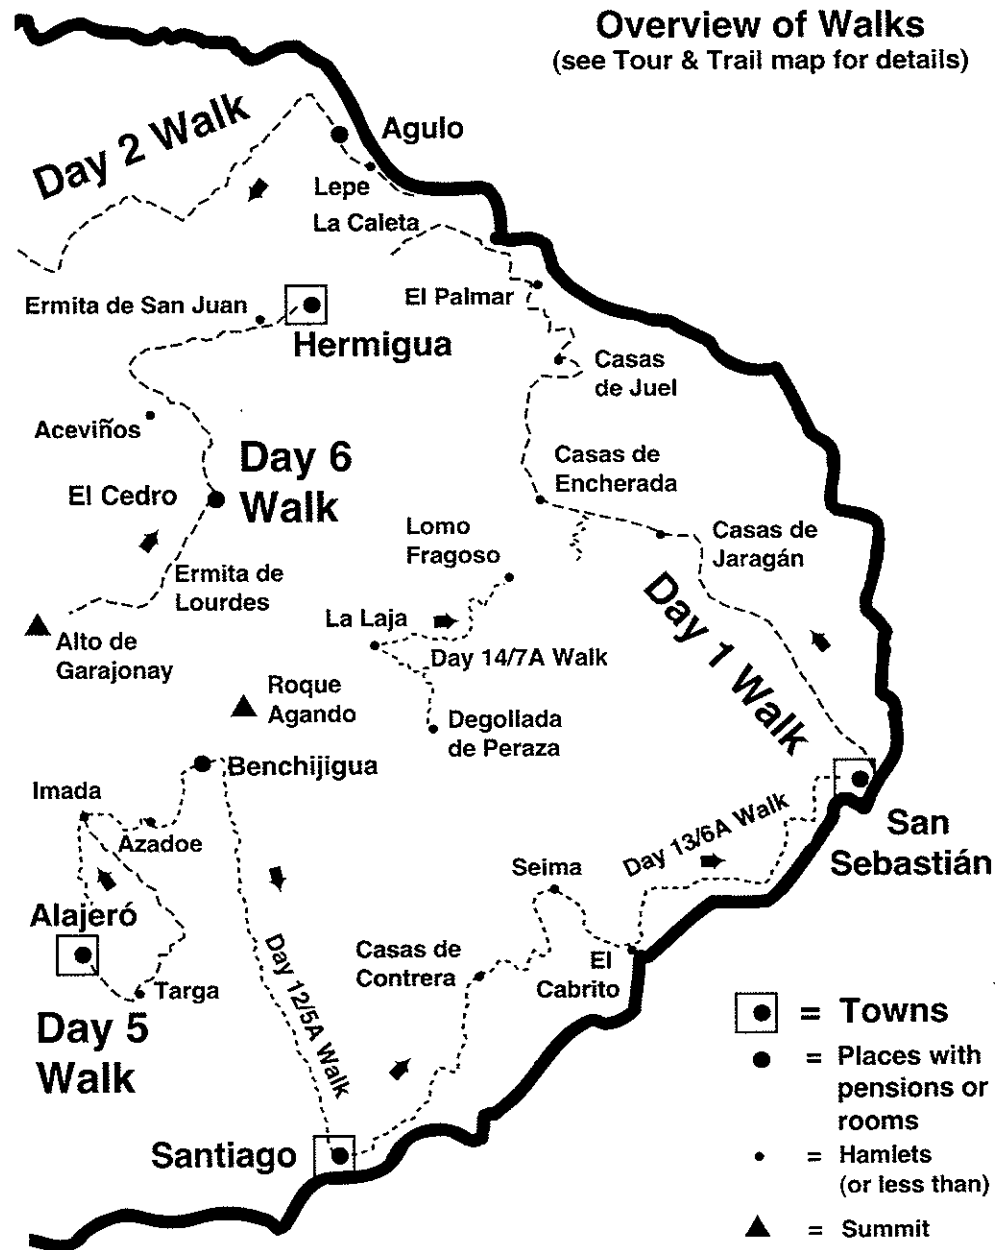 Overview of Walks
(see Tour & Trail map for details)
Day 2 Walk
Agulo
Lepe
La Caleta
El Palmar
Ermita de San Juan
Hermigua
Casas
de Juel
Aceviños
Day 6
Walk
Casas de
Encherada
El Cedro
Lomo
Fragoso
Casas de
Jaragán
Ermita de
Lourdes
La Laja
Day 1 Walk
Alto de
Garajonay
Day 14/7A Walk
Roque
Agando
Degollada
de Peraza
Benchijigua
Imada
Azadoe
Day 13/6A Walk
San
Sebastián
Seima
Alajeró
Day 12/5A Walk
Casas de
Contrera
El
Cabrito
Targa
Day 5
Walk
Santiago
= Towns
= Places with
pensions or
rooms
= Hamlets
(or less than)
= Summit